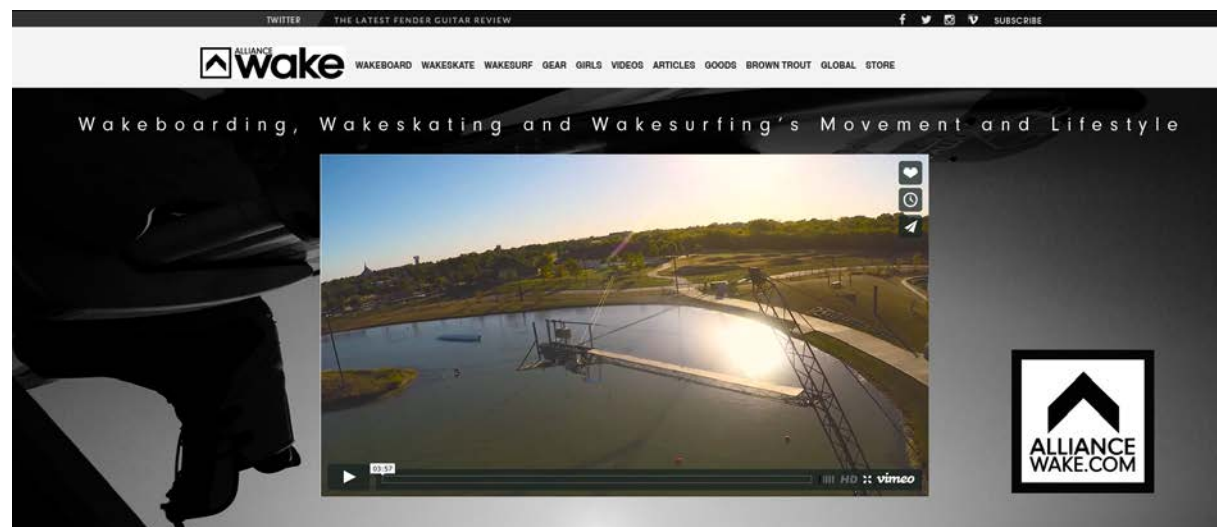 TWITTER THE LATEST FENDER GUITAR REVIEW SUBSCRIBE
ALLIANCE
wake
WAKEBOARD WAKESKATE WAKESURF GEAR GIRLS VIDEOS ARTICLES GOODS BROWN TROUT GLOBAL STORE
Wakeboarding, Wakeskating and Wakesurfing's Movement and Lifestyle
ALLIANCE
WAKE.COM
03:57
HD vimeo